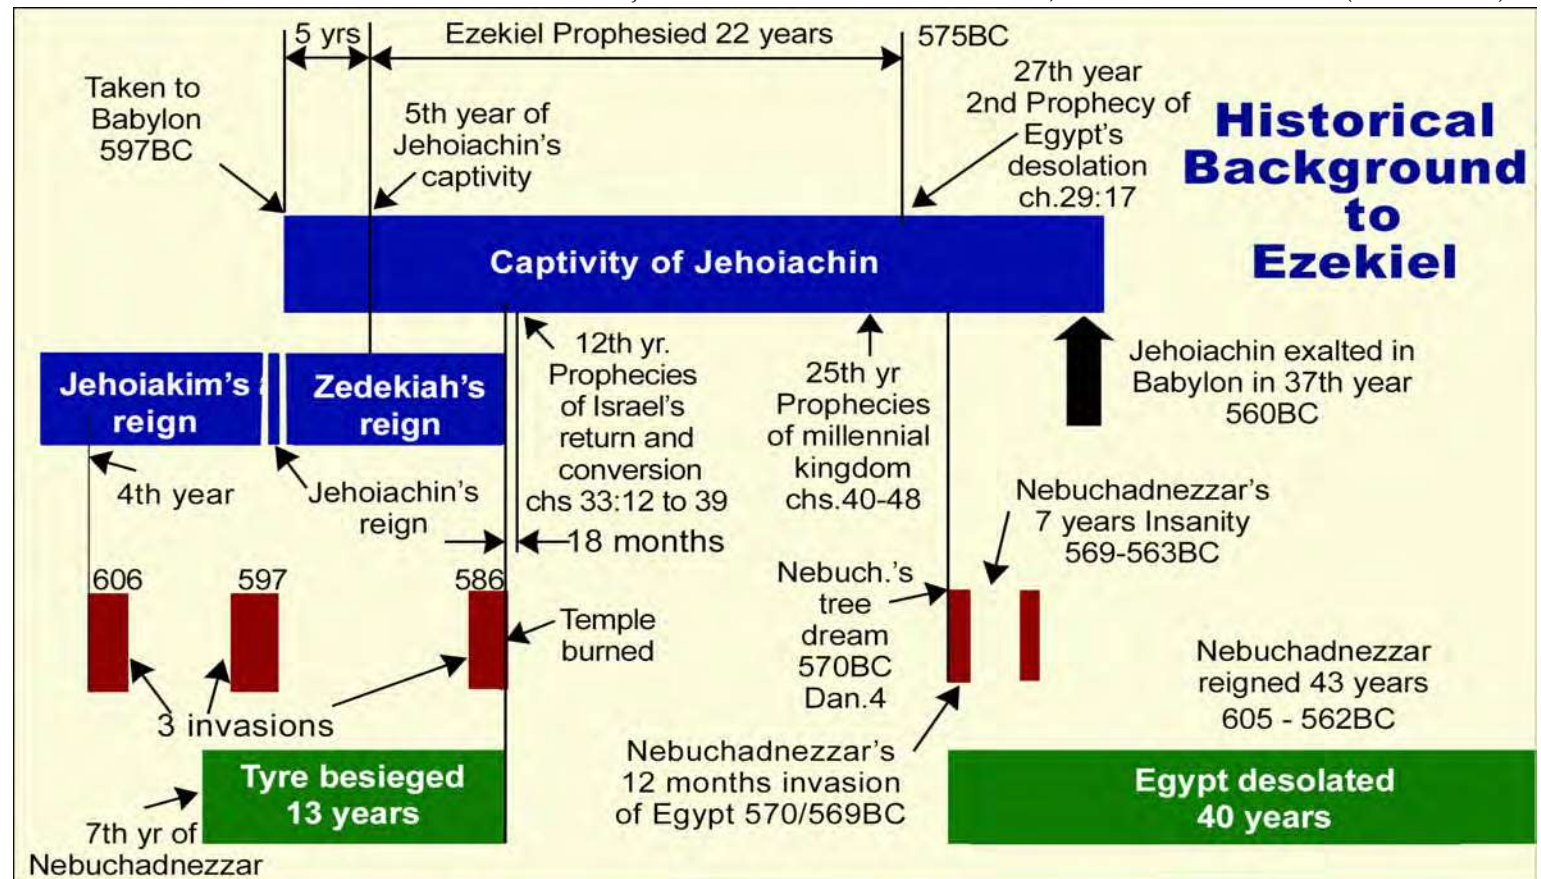 5 yrs
Ezekiel Prophesied 22 years
575BC
Taken to
Babylon
597BC
5th year of
Jehoiachin's
captivity
27th year
2nd Prophecy of
Egypt's
desolation
ch.29:17
Historical
Background
to
Ezekiel
Captivity of Jehoiachin
Jehoiakim's
reign
Zedekiah's
reign
12th yr.
Prophecies
of Israel's
return and
conversion
chs 33:12 to 39
25th yr
Prophecies
of millennial
kingdom
chs.40-48
Jehoiachin exalted in
Babylon in 37th year
560BC
4th year
Jehoiachin's
reign
18 months
Nebuchadnezzar's
7 years Insanity
569-563BC
606
597
586
Temple
burned
Nebuch.'s
tree
dream
570BC
Dan.4
Nebuchadnezzar
reigned 43 years
605 - 562BC
3 invasions
Nebuchadnezzar's
12 months invasion
of Egypt 570/569BC
Tyre besieged
13 years
Egypt desolated
40 years
7th yr of
Nebuchadnezzar